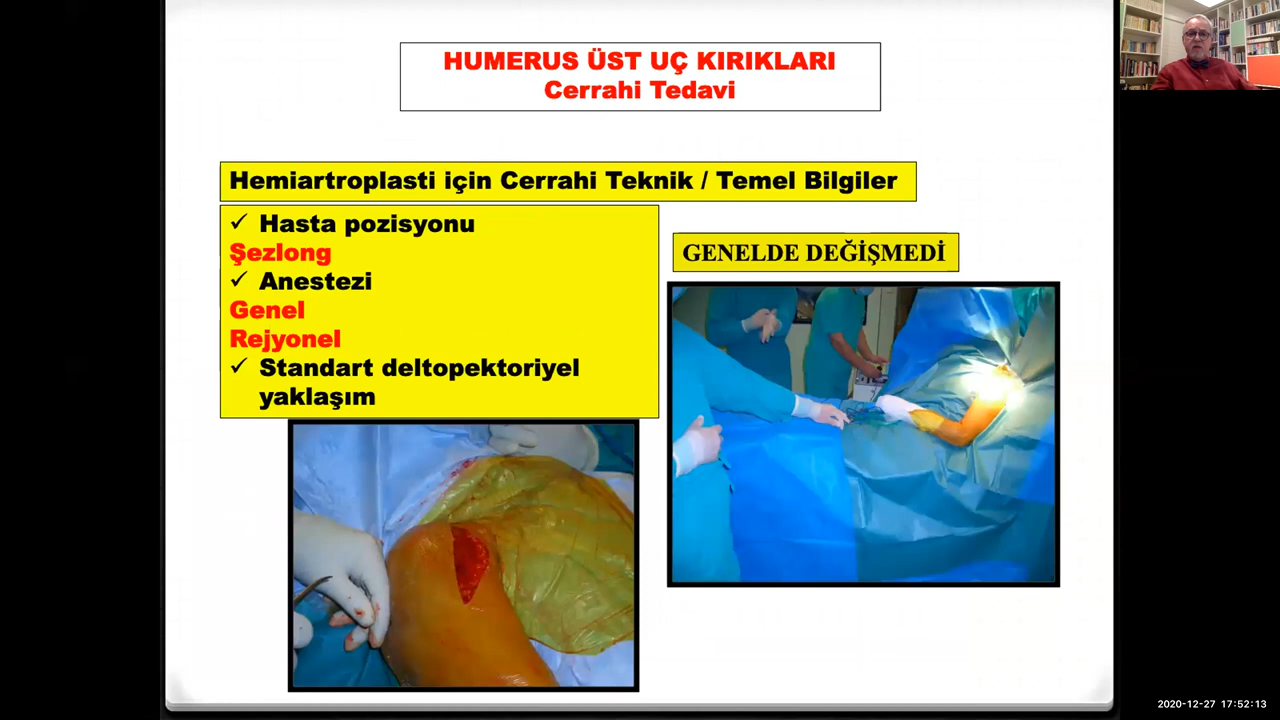 HUMERUS ÜST UÇ KIRIKLARI
Cerrahi Tedavi
Hemiartroplasti için Cerrahi Teknik / Temel Bilgiler
✓ Hasta pozisyonu
Şezlong
✓ Anestezi
Genel
Rejyonel
✓ Standart deltopektoriyel
yaklaşım
GENELDE DEĞİŞMEDİ
2020-12-27 17:52:13